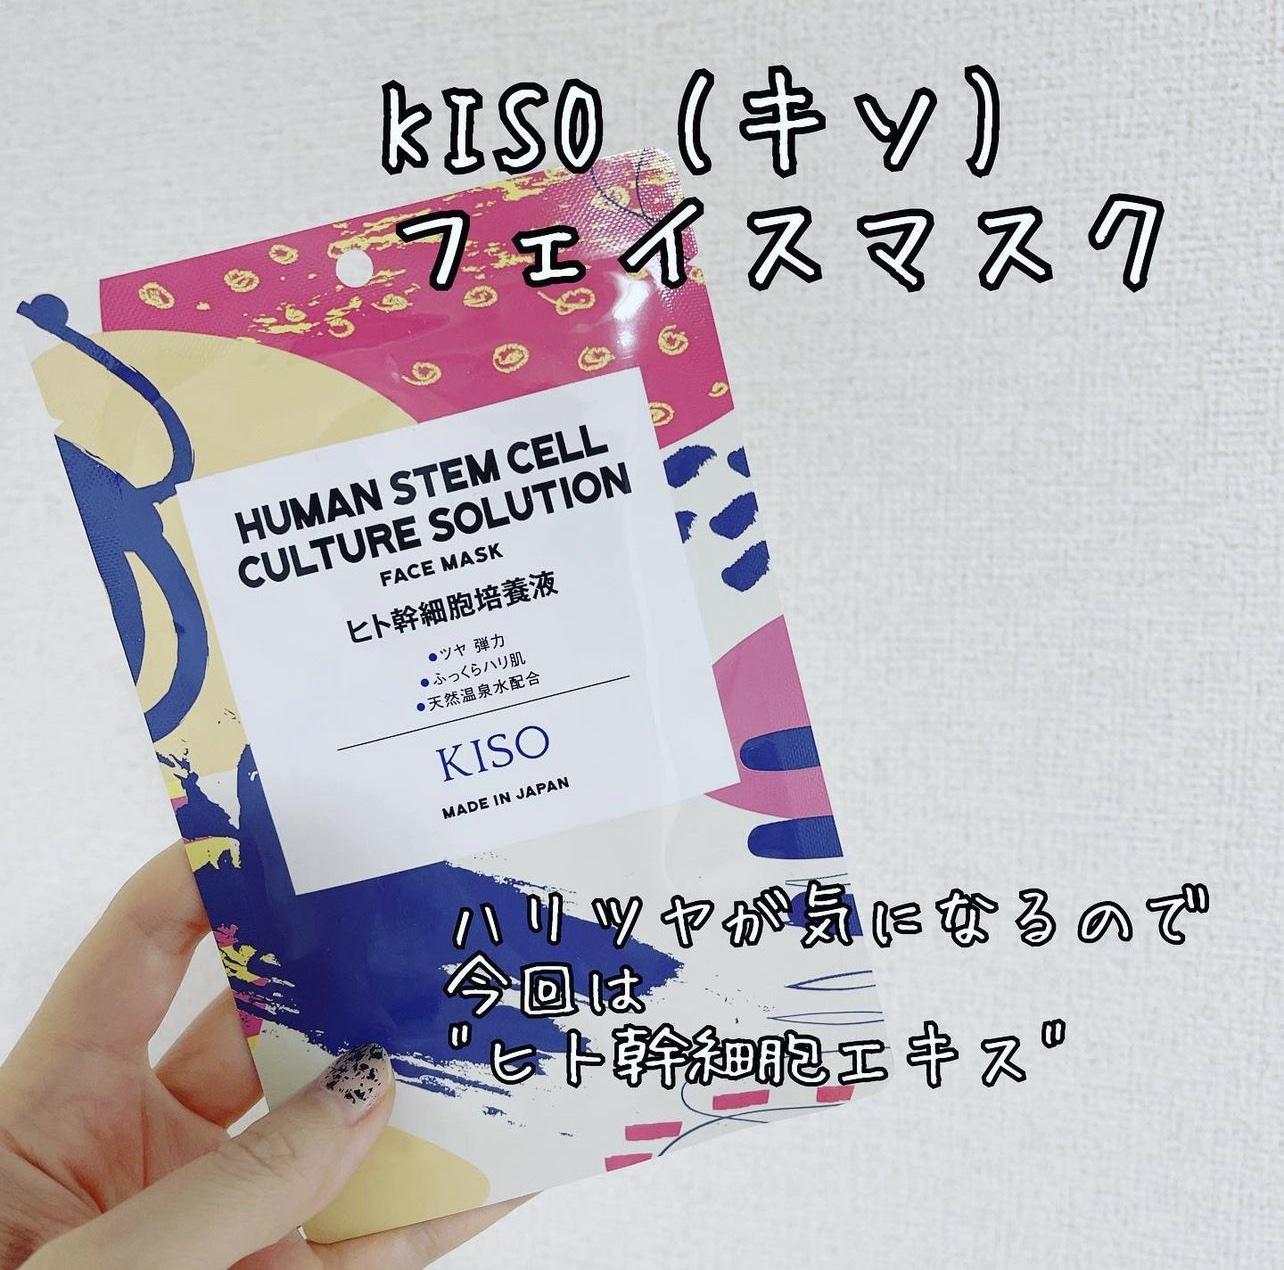 KISO（キソ）
フェイスマスク
HUMAN STEM CELL
CULTURE SOLUTION
FACE MASK
ヒト幹細胞培養液
●ツヤ 弾力
●ふっくらハリ肌
●天然温泉水配合
KISO
MADE IN JAPAN
ハリツヤが気になるので
今回は
"ヒト幹細胞エキス"